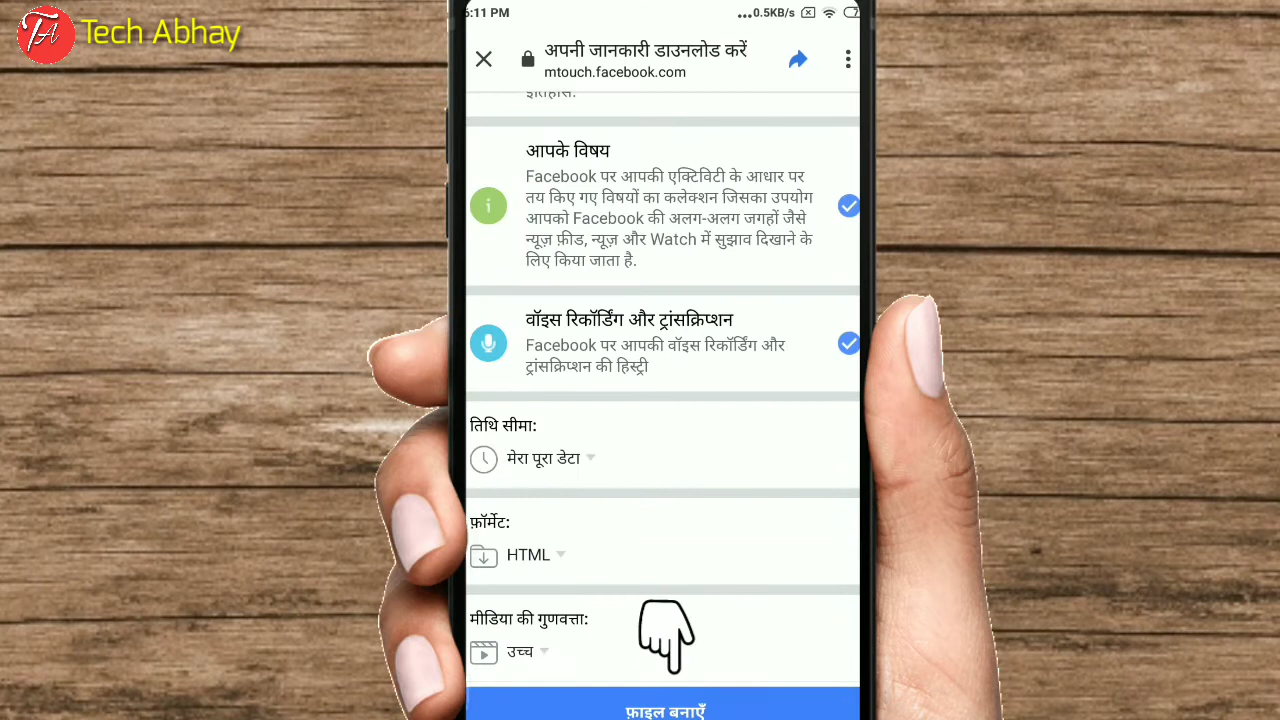 TA Tech Abhay
6:11 PM
...0.5KB/s
अपनी जानकारी डाउनलोड करें
mtouch.facebook.com
इतिहास.
आपके विषय
Facebook पर आपकी एक्टिविटी के आधार पर
तय किए गए विषयों का कलेक्शन जिसका उपयोग
आपको Facebook की अलग-अलग जगहों जैसे
न्यूज़ फ़ीड, न्यूज़ और Watch में सुझाव दिखाने के
लिए किया जाता है.
वॉइस रिकॉर्डिंग और ट्रांसक्रिप्शन
Facebook पर आपकी वॉइस रिकॉर्डिंग और
ट्रांसक्रिप्शन की हिस्ट्री
तिथि सीमा:
मेरा पूरा डेटा
फ़ॉर्मेट:
HTML
मीडिया की गुणवत्ता:
उच्च
फ़ाइल बनाएँ